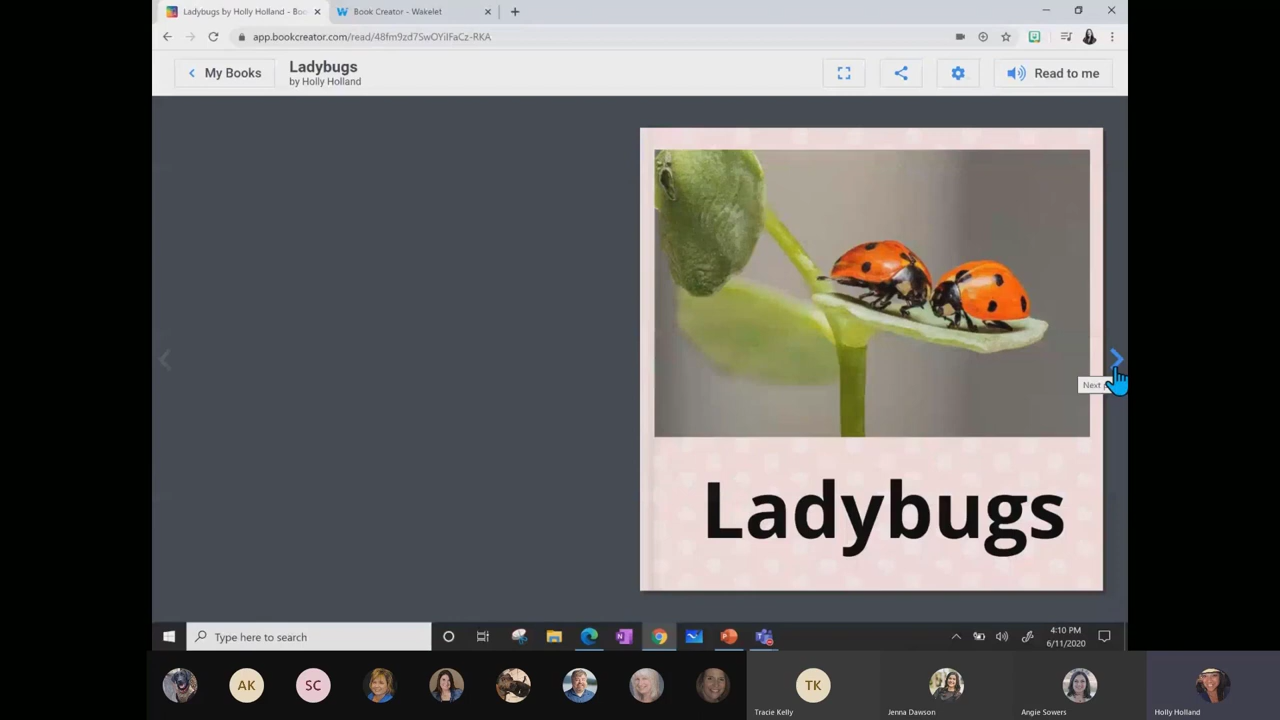 Ladybugs by Holly Holland - Boo
Book Creator - Wakelet
app.bookcreator.com/read/48fm9zd7SwOYiIFaCz-RKA
My Books
Ladybugs
by Holly Holland
Read to me
Next
Ladybugs
Type here to search
4:10 PM
6/11/2020
AK
SC
TK
Tracie Kelly
Jenna Dawson
Angie Sowers
Holly Holland